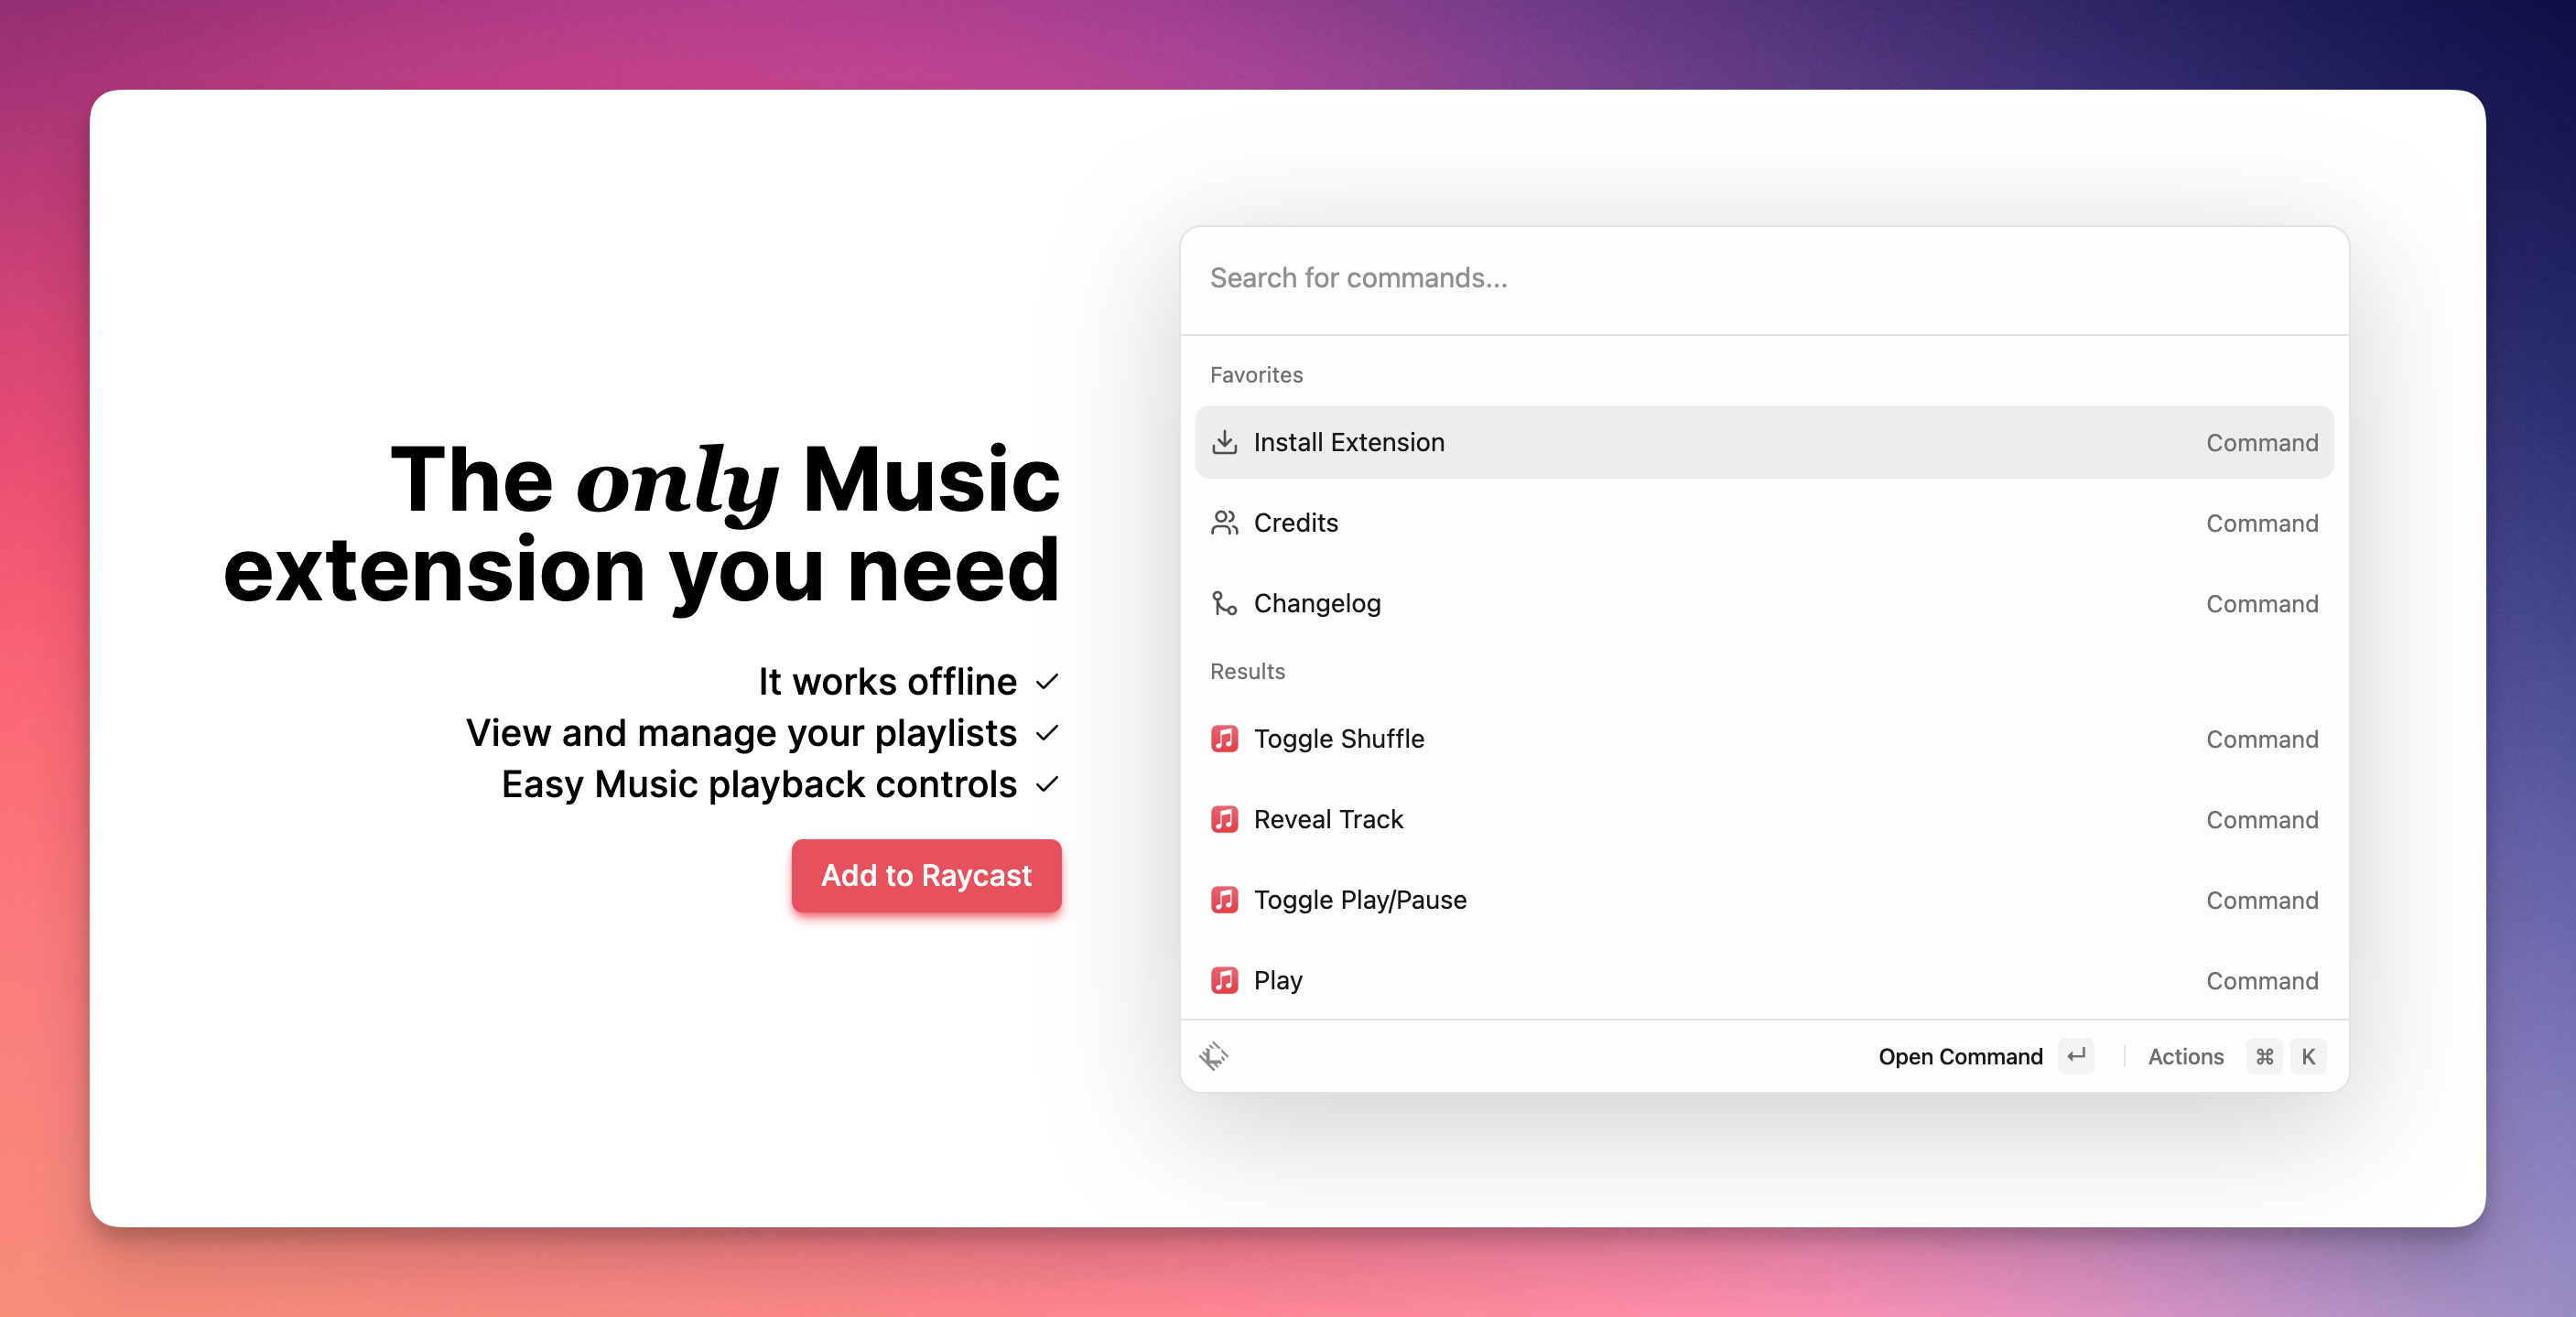 The only Music
extension you need
It works offline ✓
View and manage your playlists ✓
Easy Music playback controls ✓
Add to Raycast
Search for commands...
Favorites
Install Extension Command
Credits Command
Changelog Command
Results
Toggle Shuffle Command
Reveal Track Command
Toggle Play/Pause Command
Play Command
Open Command ↵ Actions ⌘ K